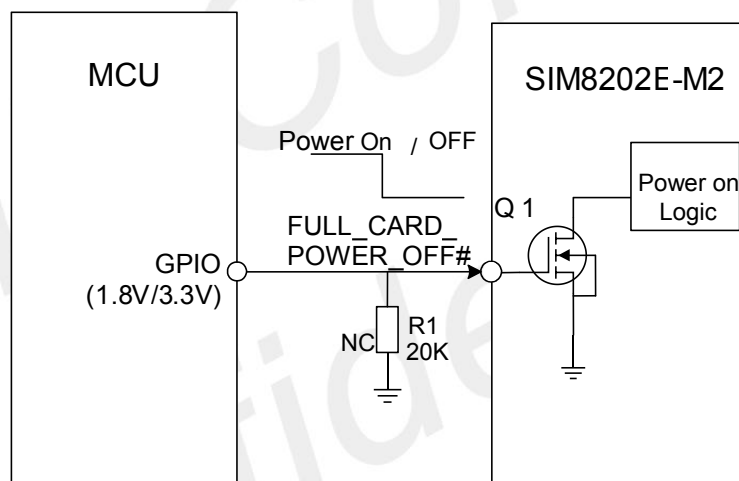 MCU
SIM8202E-M2
Power On / OFF
Power on
Logic
Q 1
FULL_CARD_
POWER_OFF#
GPIO
(1.8V/3.3V)
NC
R1
20K